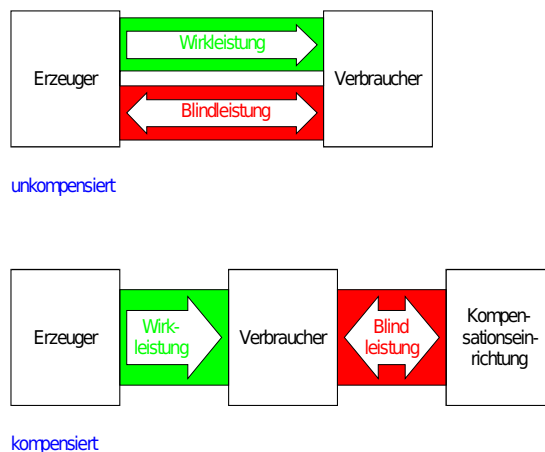 Wirkleistung
Erzeuger
Verbraucher
Blindleistung
unkompensiert
Erzeuger
Wirk-
leistung
Verbraucher
Blind
leistung
Kompen-
sationsein-
richtung
kompensiert